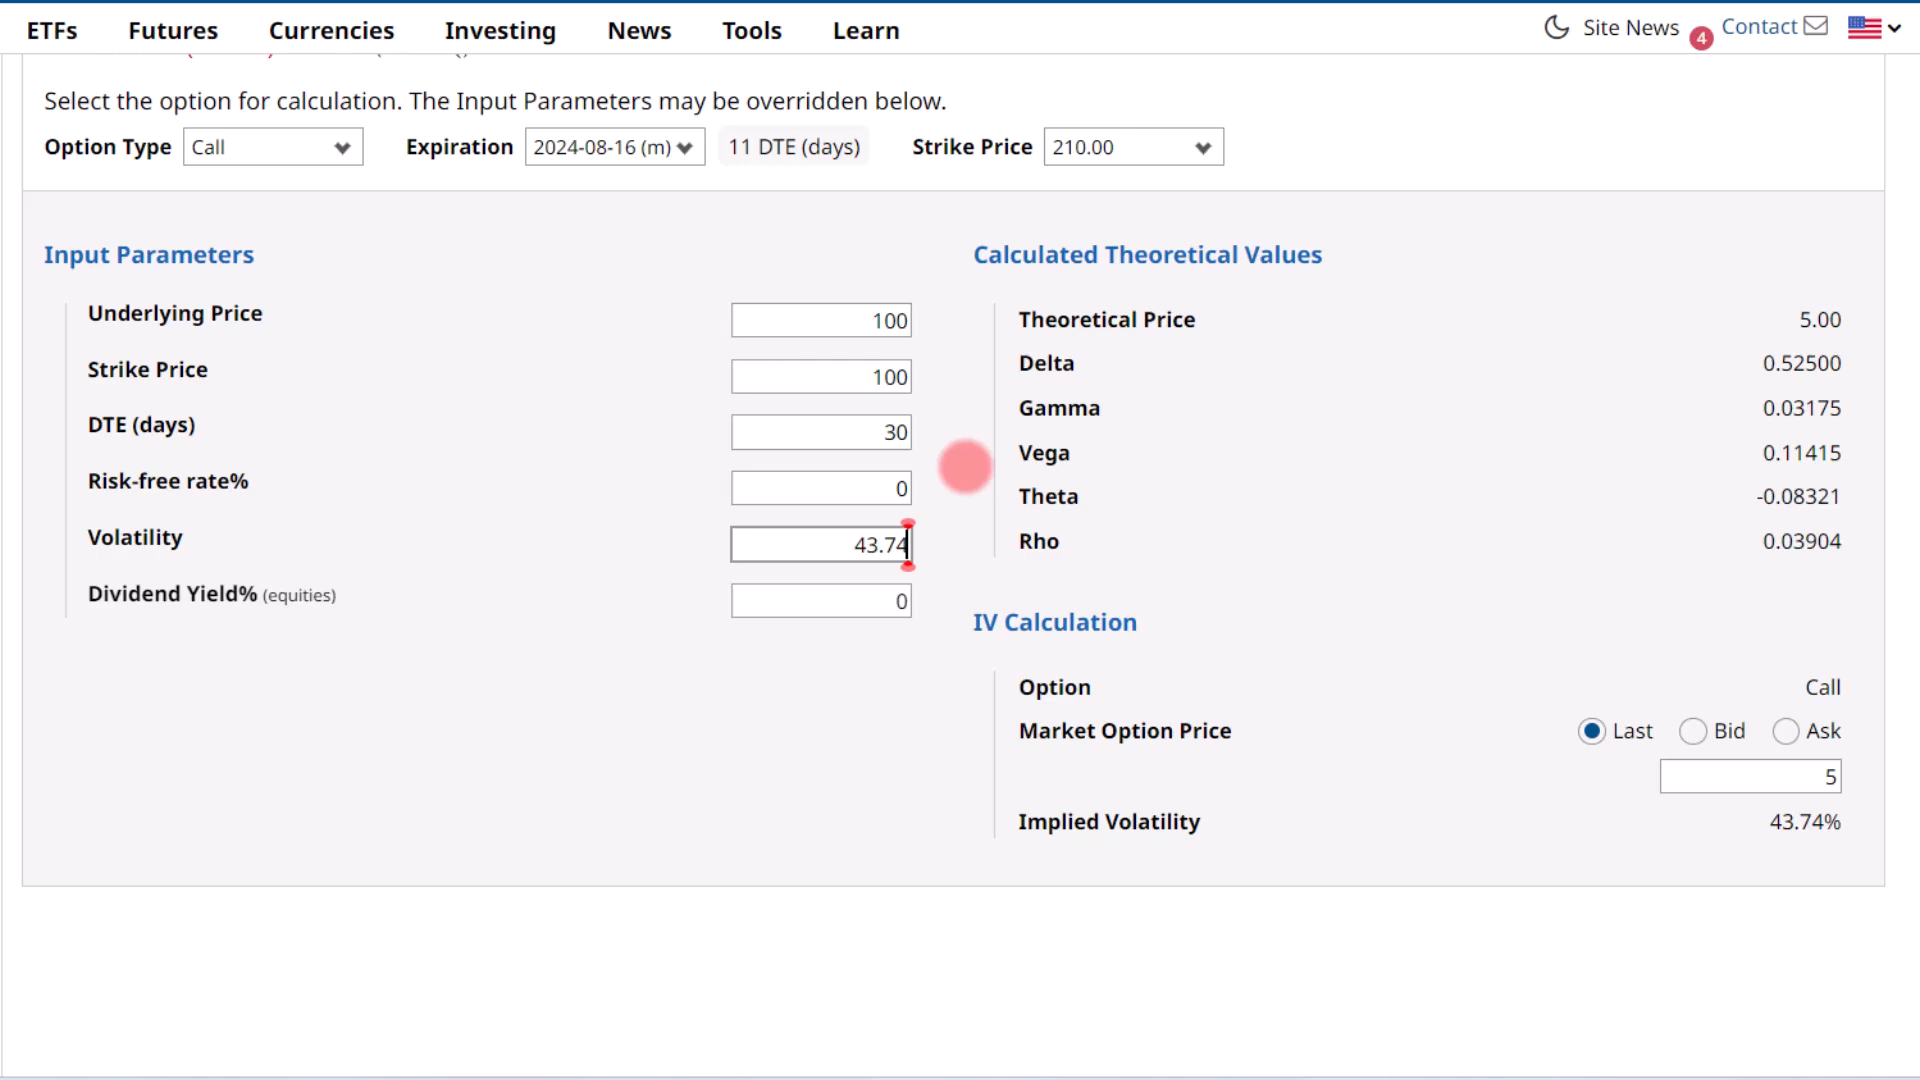 ETFs Futures Currencies Investing News Tools Learn Site News 4 Contact
Select the option for calculation. The Input Parameters may be overridden below.
Option Type Call Expiration 2024-08-16 (m) 11 DTE (days) Strike Price 210.00
Input Parameters
Underlying Price 100
Strike Price 100
DTE (days) 30
Risk-free rate% 0
Volatility 43.74
Dividend Yield% (equities) 0
Calculated Theoretical Values
Theoretical Price 5.00
Delta 0.52500
Gamma 0.03175
Vega 0.11415
Theta -0.08321
Rho 0.03904
IV Calculation
Option Call
Market Option Price Last Bid Ask
5
Implied Volatility 43.74%